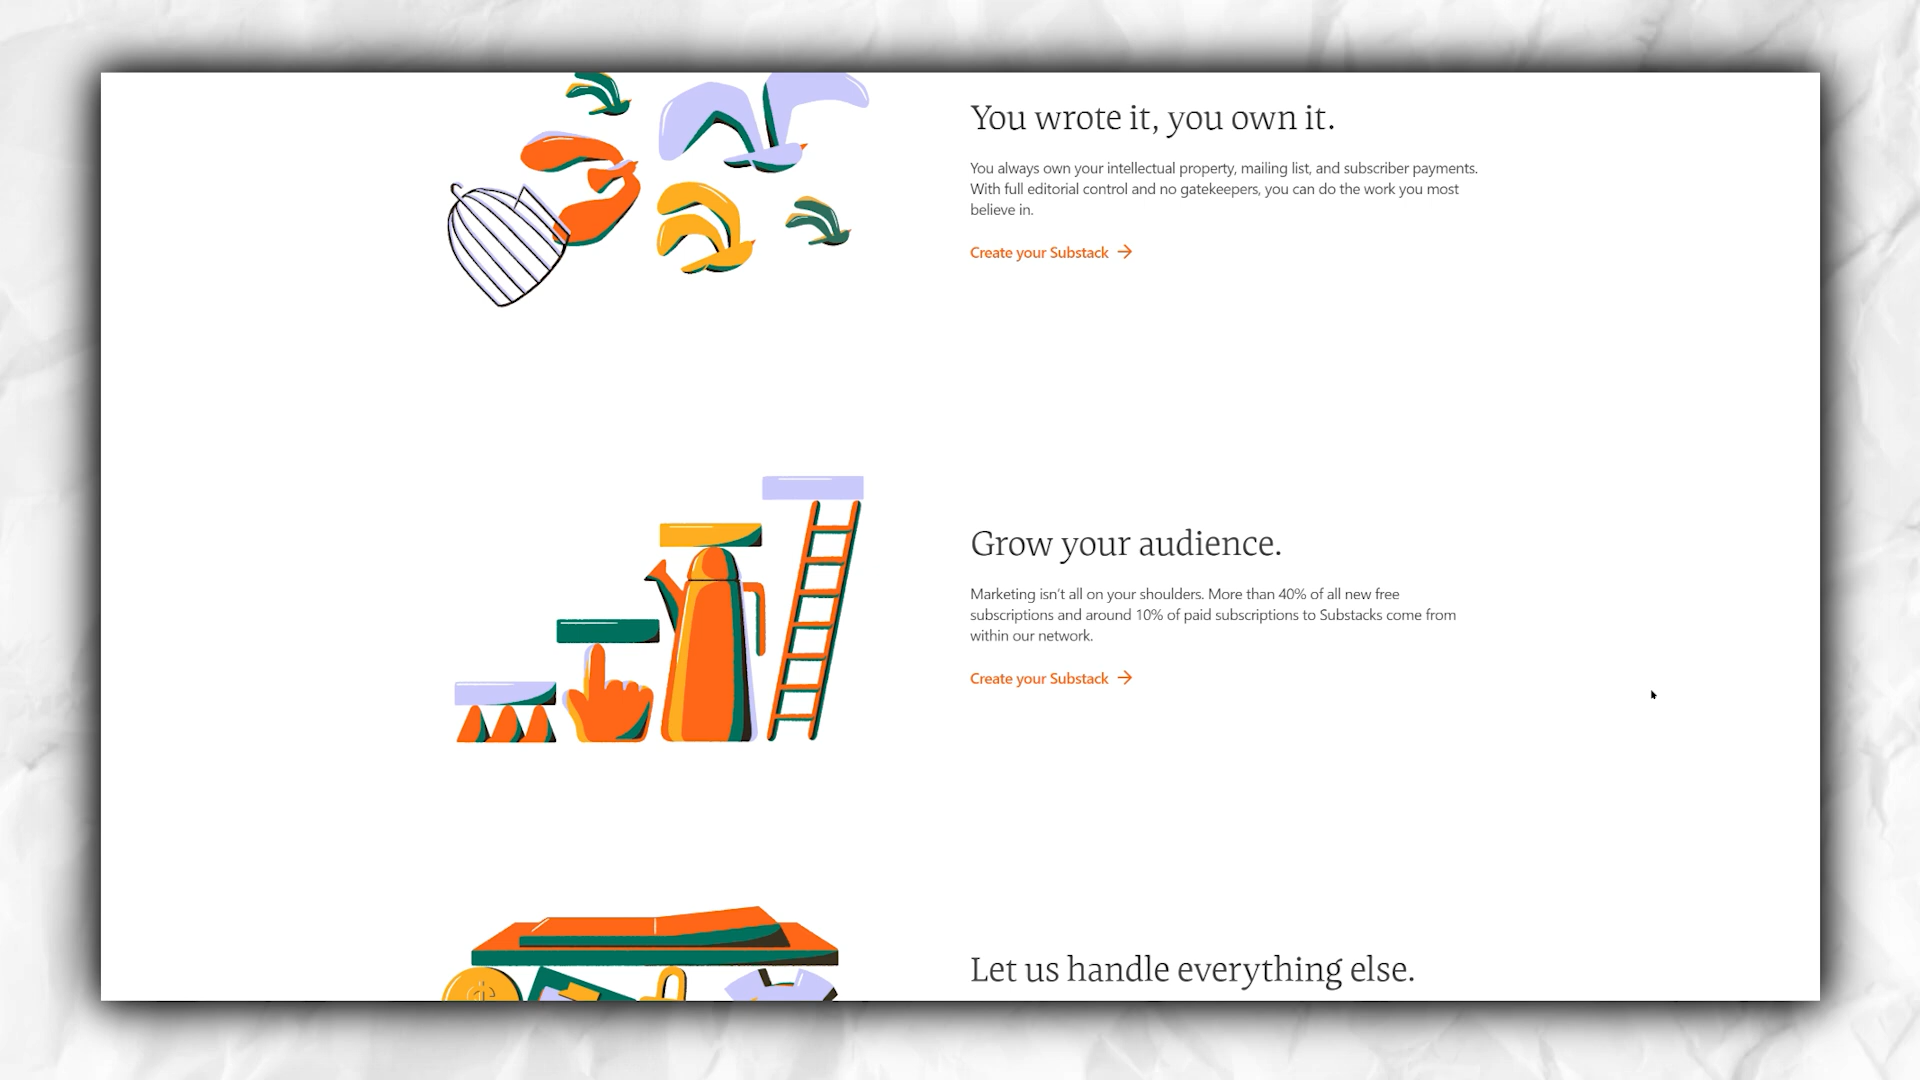 You wrote it, you own it.
You always own your intellectual property, mailing list, and subscriber payments.
With full editorial control and no gatekeepers, you can do the work you most
believe in.
Create your Substack
Grow your audience.
Marketing isn't all on your shoulders. More than 40% of all new free
subscriptions and around 10% of paid subscriptions to Substacks come from
within our network.
Create your Substack
Let us handle everything else.